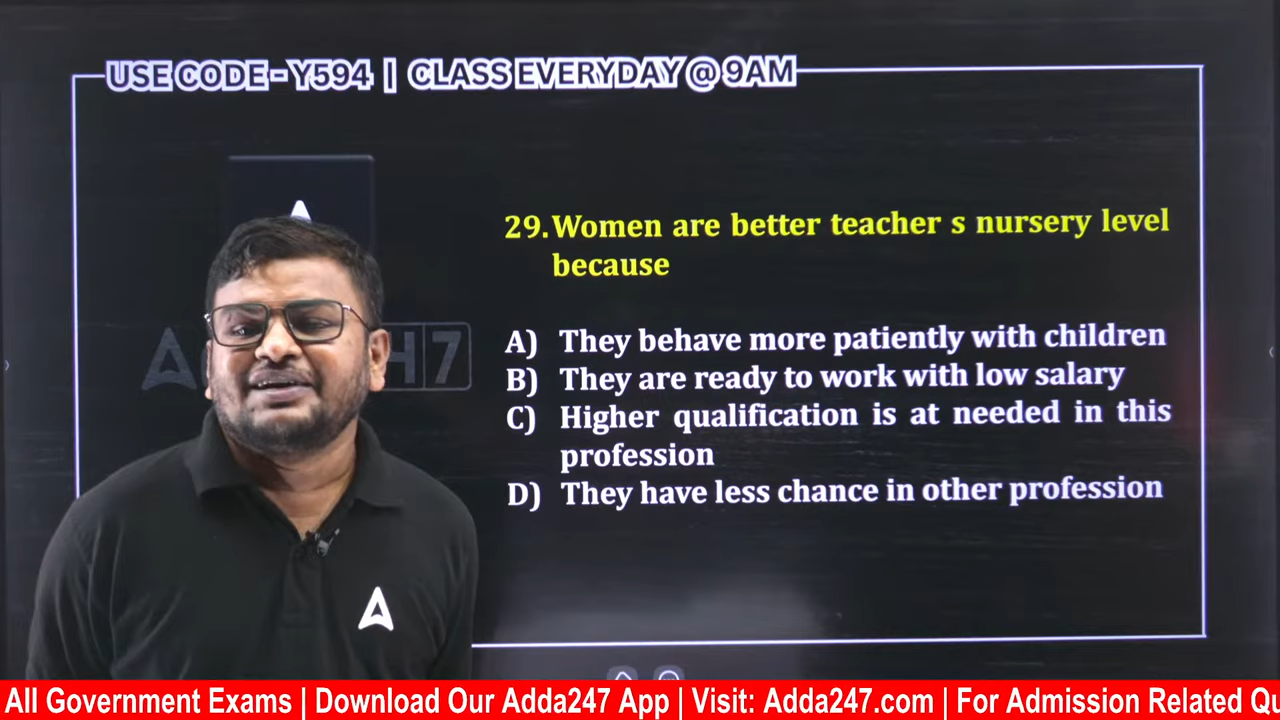 USE CODE - Y594 | CLASS EVERYDAY @ 9AM
29. Women are better teacher s nursery level
because
A) They behave more patiently with children
B) They are ready to work with low salary
C) Higher qualification is at needed in this
profession
D) They have less chance in other profession
All Government Exams | Download Our Adda247 App | Visit: Adda247.com | For Admission Related Qu